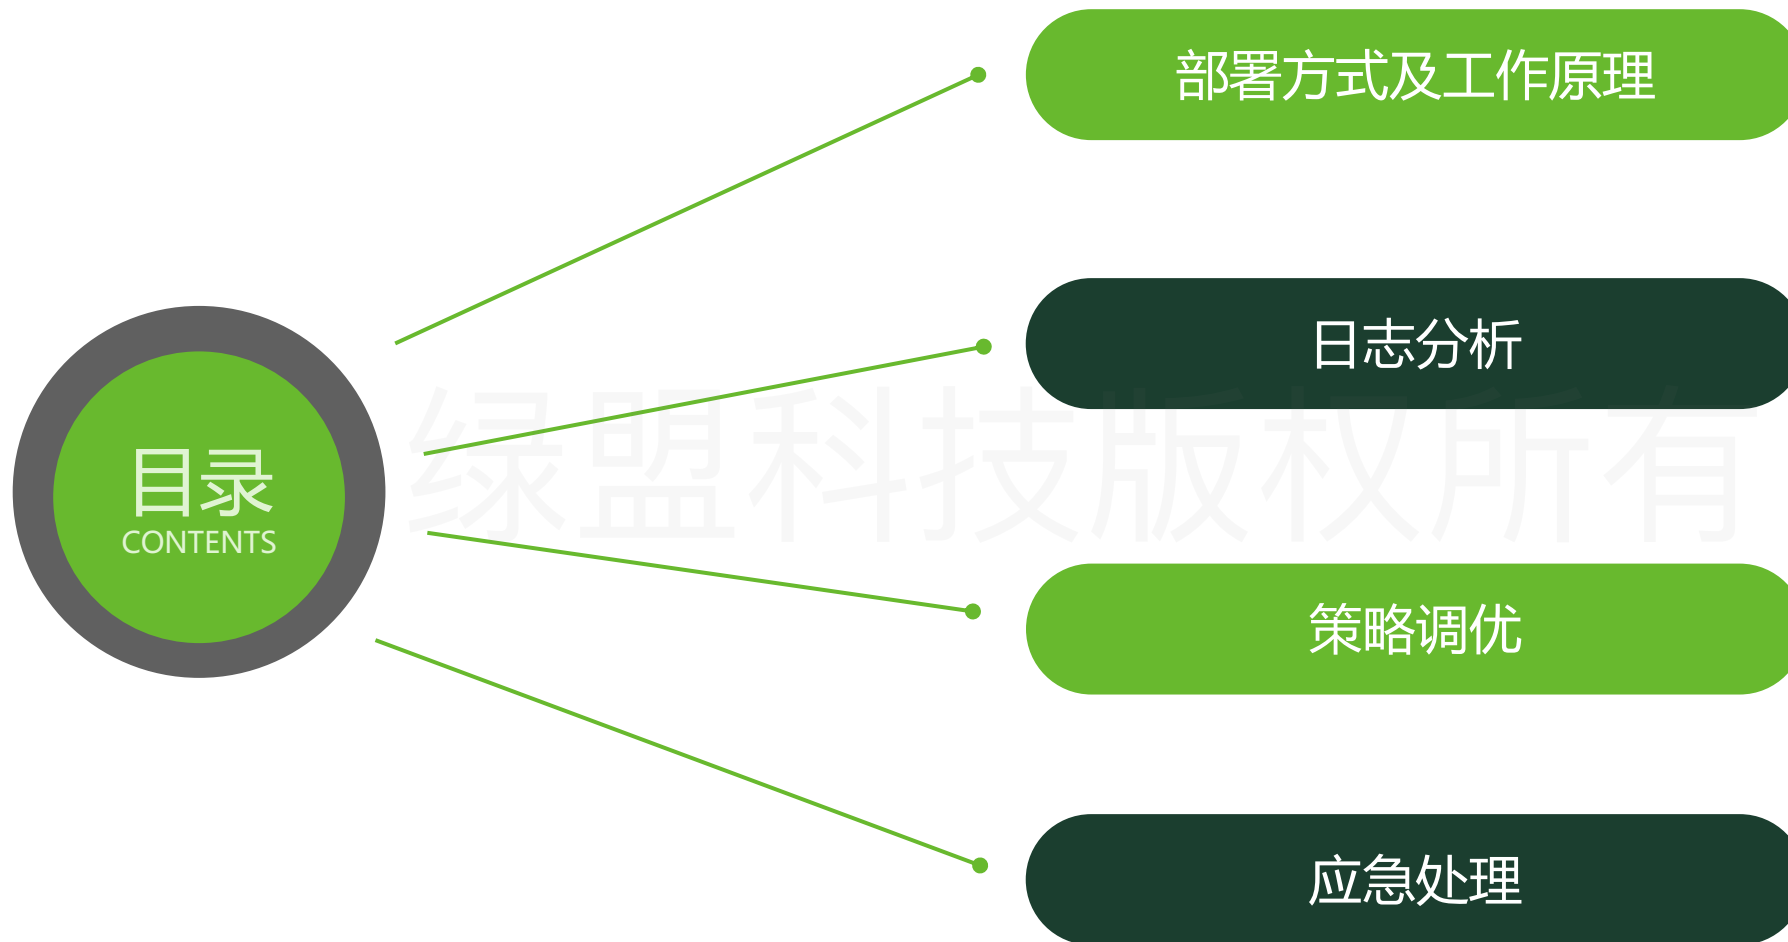 部署方式及工作原理
日志分析
目录
CONTENTS
绿盟科技版权所有
策略调优
应急处理